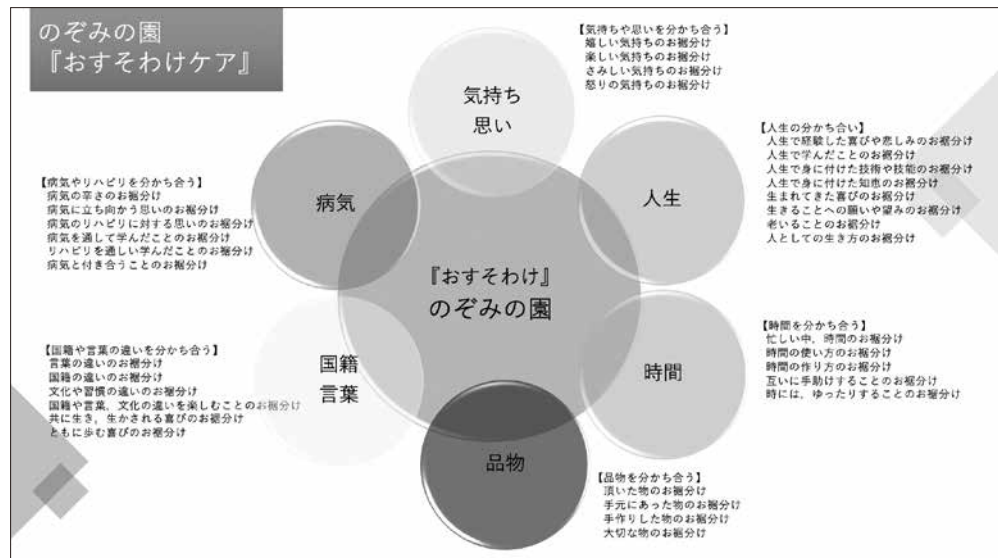 のぞみの園
『おすそわけケア』
気持ち
思い
【気持ちや思いを分かち合う】
嬉しい気持ちのお裾分け
楽しい気持ちのお裾分け
さみしい気持ちのお裾分け
怒りの気持ちのお裾分け
人生
【人生の分かち合い】
人生で経験した喜びや悲しみのお裾分け
人生で学んだことのお裾分け
人生で身に付けた技術や技能のお裾分け
人生で身に付けた知恵のお裾分け
生まれてきた喜びのお裾分け
生きることへの願いや望みのお裾分け
老いることのお裾分け
人としての生き方のお裾分け
病気
【病気やリハビリを分かち合う】
病気の辛さのお裾分け
病気に立ち向かう思いのお裾分け
病気のリハビリに対する思いのお裾分け
病気を通して学んだことのお裾分け
リハビリを通しい学んだことのお裾分け
病気と付き合うことのお裾分け
『おすそわけ』
のぞみの園
時間
【時間を分かち合う】
忙しい中，時間のお裾分け
時間の使い方のお裾分け
時間の作り方のお裾分け
互いに手助けすることのお裾分け
時には，ゆったりすることのお裾分け
国籍
言葉
【国籍や言葉の違いを分かち合う】
言葉の違いのお裾分け
国籍の違いのお裾分け
文化や習慣の違いのお裾分け
国籍や言葉，文化の違いを楽しむことのお裾分け
共に生き，生かされる喜びのお裾分け
ともに歩む喜びのお裾分け
品物
【品物を分かち合う】
頂いた物のお裾分け
手元にあった物のお裾分け
手作りした物のお裾分け
大切な物のお裾分け